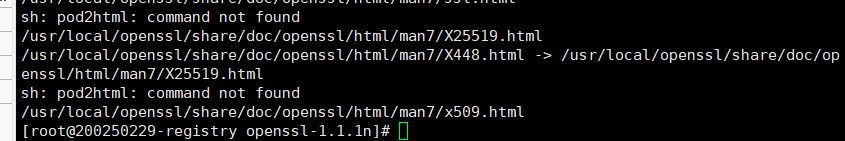 /usr/local/openssl/share/doc/openssl/html/man7/ssl.html
sh: pod2html: command not found
/usr/local/openssl/share/doc/openssl/html/man7/X25519.html
/usr/local/openssl/share/doc/openssl/html/man7/X448.html -> /usr/local/openssl/share/doc/op
enssl/html/man7/X25519.html
sh: pod2html: command not found
/usr/local/openssl/share/doc/openssl/html/man7/x509.html
[root@200250229-registry openssl-1.1.1n]#